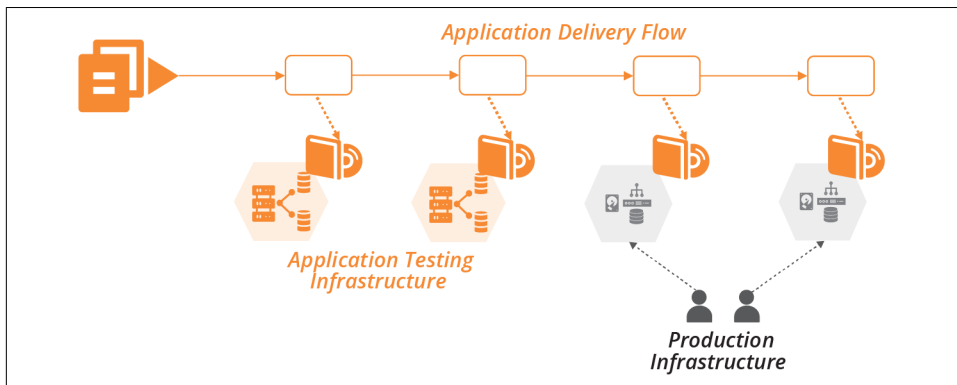 Application Delivery Flow
Application Testing
Infrastructure
Production
Infrastructure